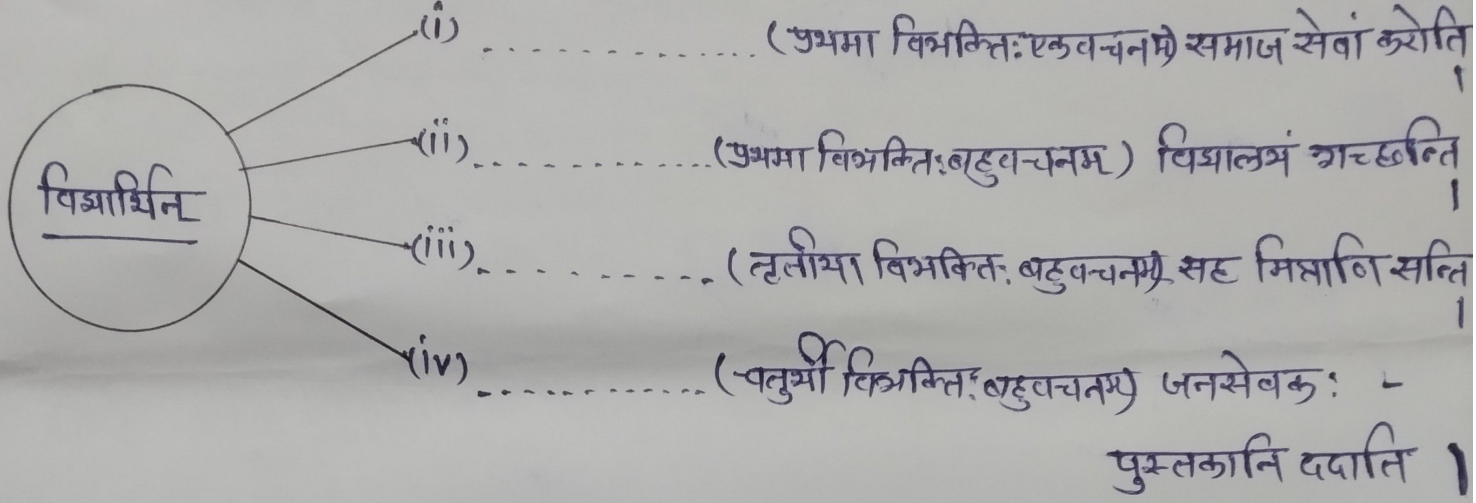 (i) .............. (प्रथमा विभक्तिः एकवचनम्) समाज सेवां करोति ।
(ii) .............. (प्रथमा विभक्तिः बहुवचनम्) विद्यालयं गच्छन्ति ।
विद्यार्थिन्
(iii) .............. (तृतीया विभक्तिः बहुवचनम्) सह मित्राणि सन्ति ।
(iv) .............. (चतुर्थी विभक्तिः बहुवचनम्) जनसेवकः -
पुस्तकानि ददाति ।